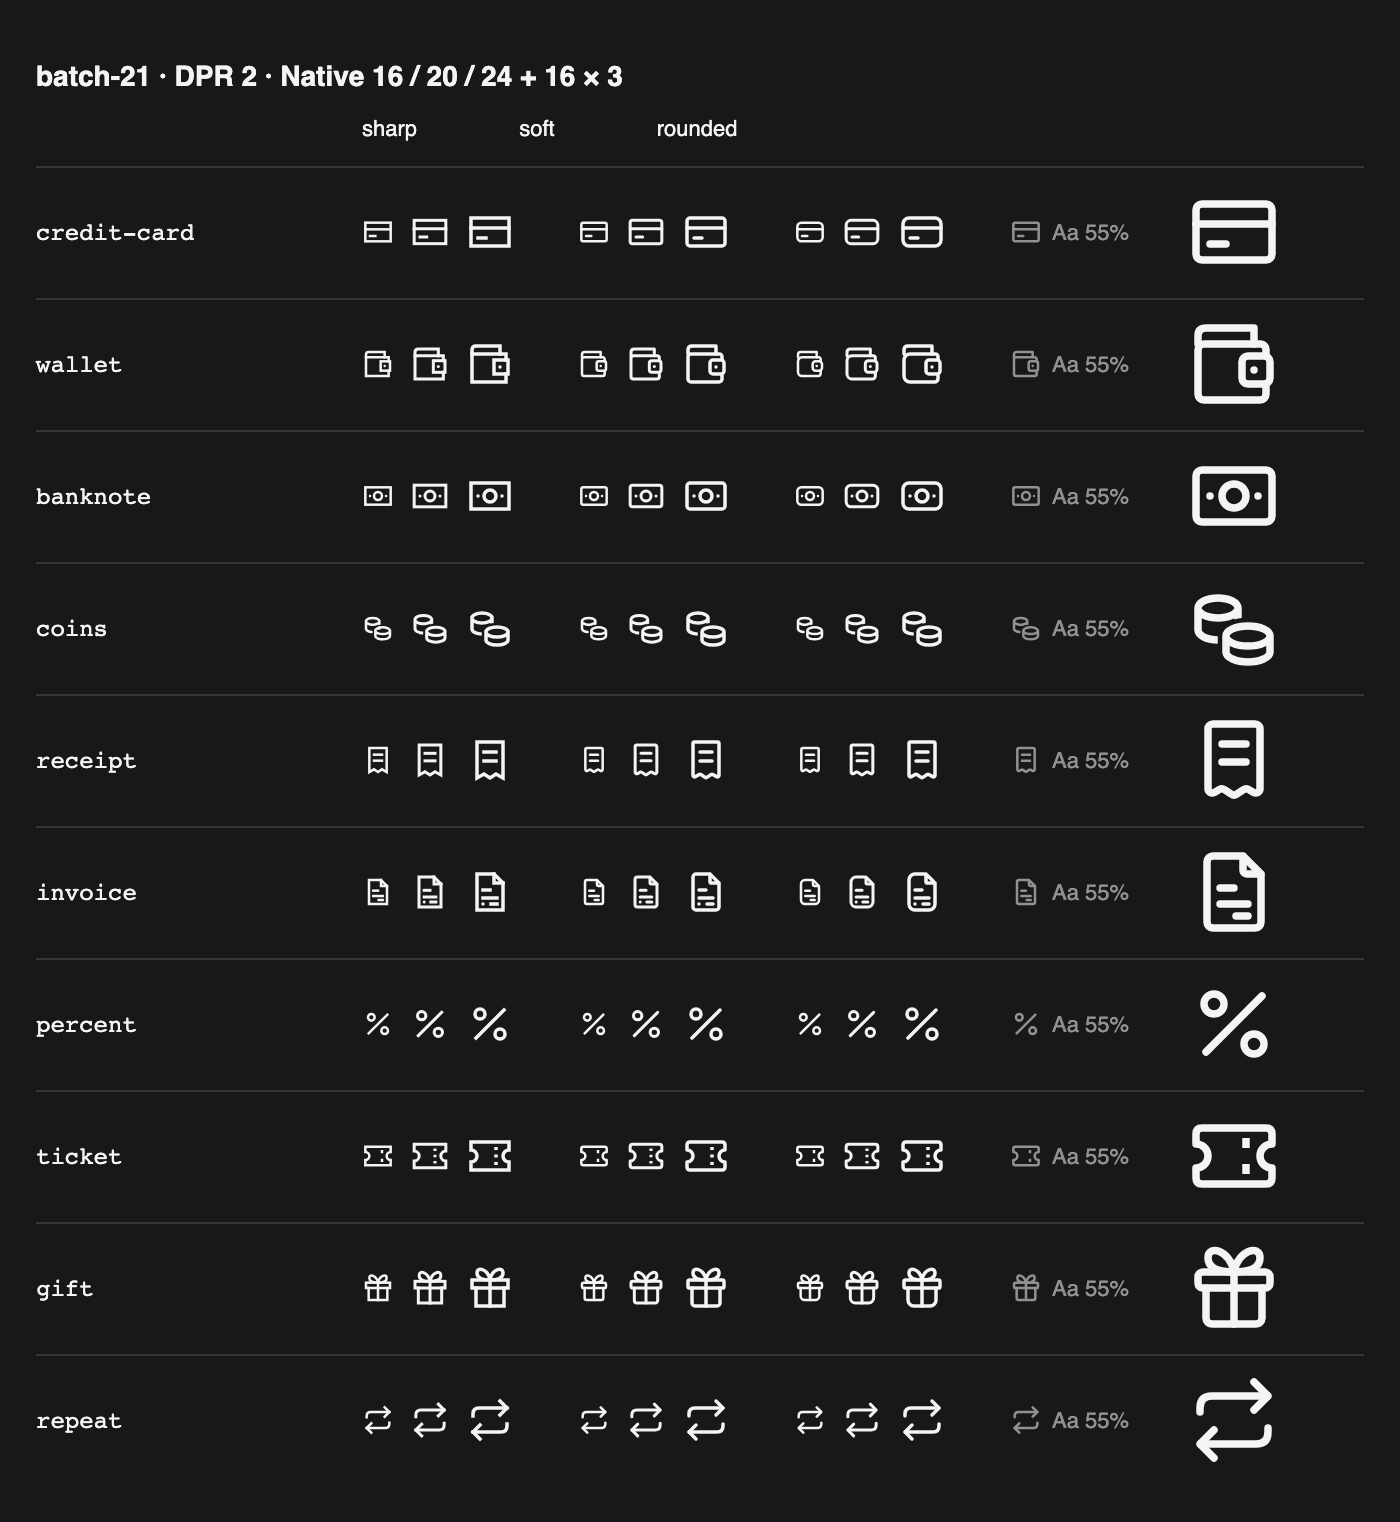 batch-21 · DPR 2 · Native 16 / 20 / 24 + 16 × 3
sharp soft rounded
credit-card Aa 55%
wallet Aa 55%
banknote Aa 55%
coins Aa 55%
receipt Aa 55%
invoice Aa 55%
percent Aa 55%
ticket Aa 55%
gift Aa 55%
repeat Aa 55%